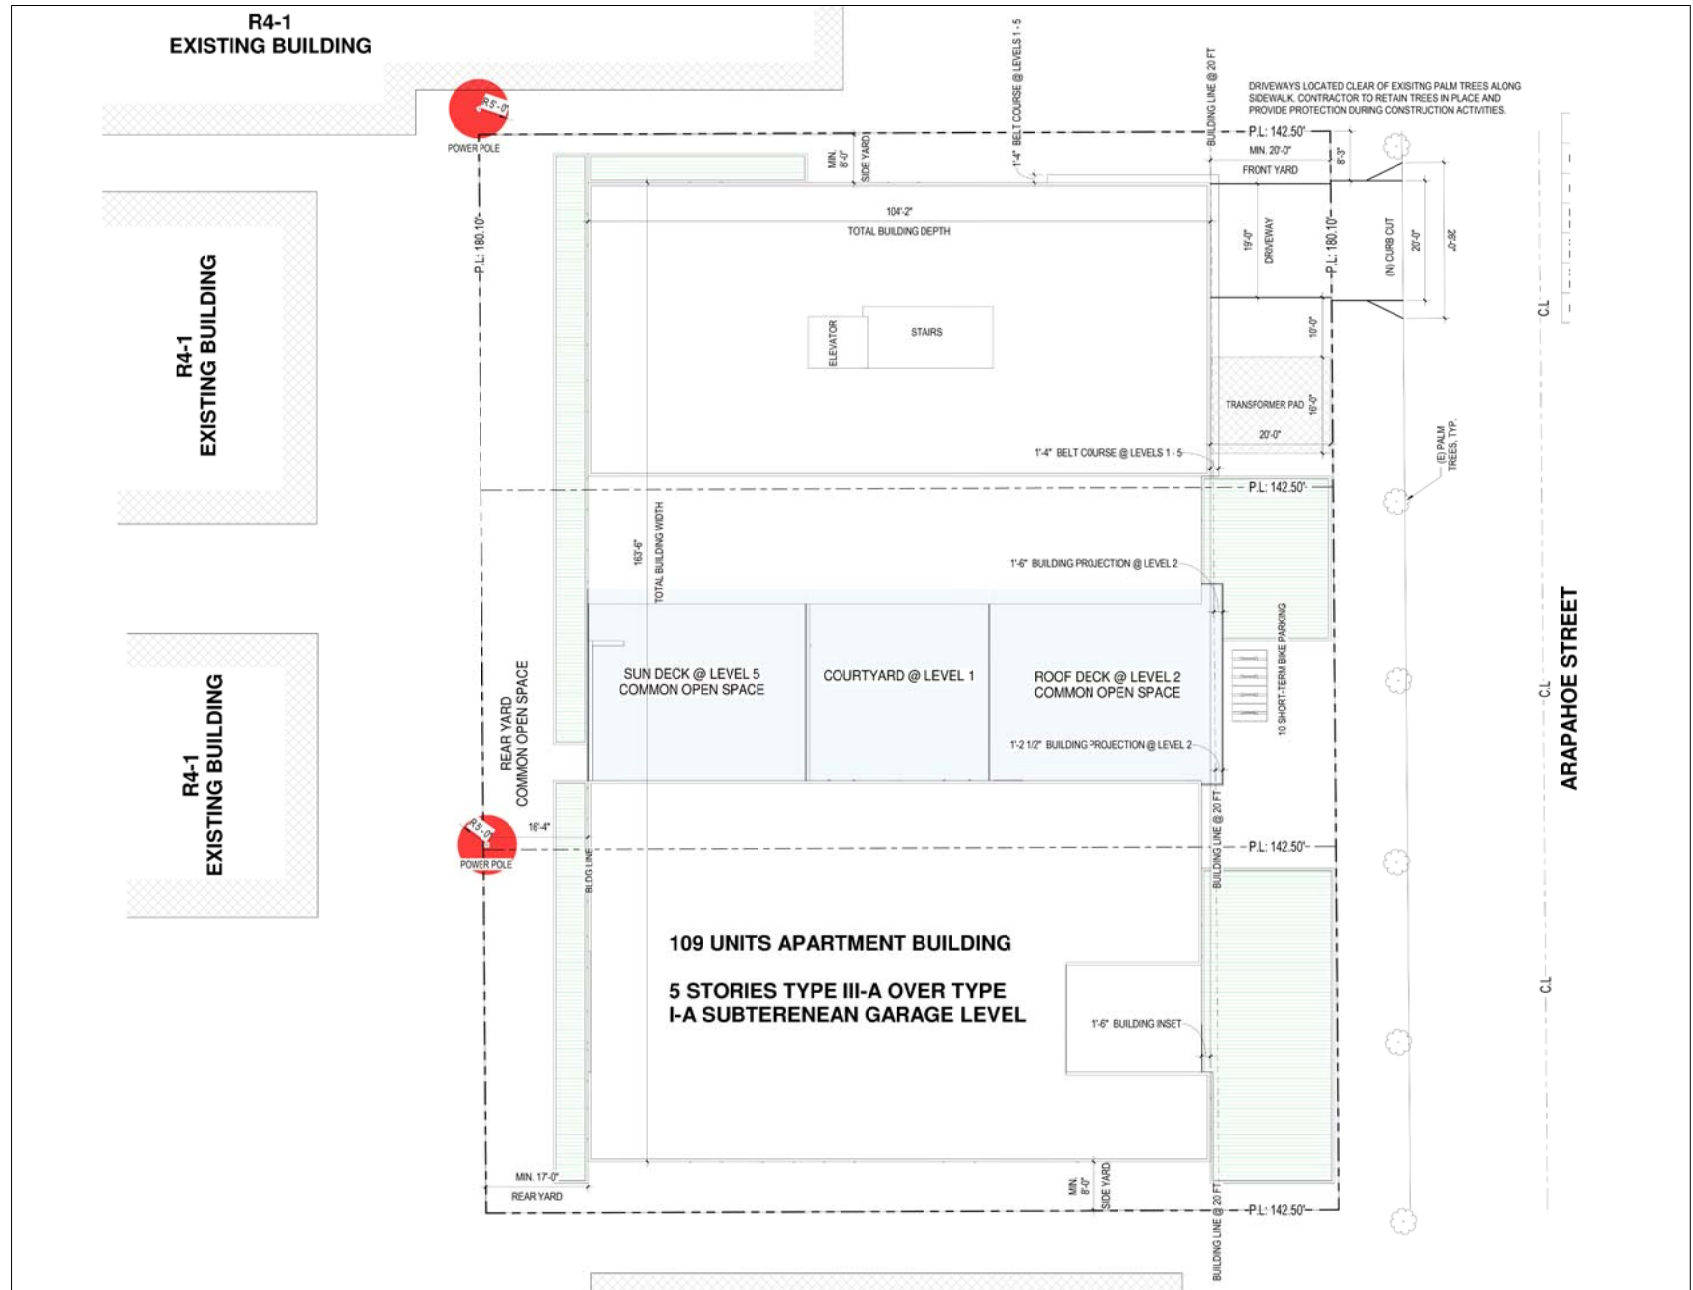 R4-1
EXISTING BUILDING
R5'-0"
POWER POLE
1'-4" BELT COURSE @ LEVELS 1 - 5
BUILDING LINE @ 20 FT
DRIVEWAYS LOCATED CLEAR OF EXISITNG PALM TREES ALONG
SIDEWALK. CONTRACTOR TO RETAIN TREES IN PLACE AND
PROVIDE PROTECTION DURING CONSTRUCTION ACTIVITIES.
P.L: 142.50'
MIN. 20'-0"
FRONT YARD
8'-3"
MIN.
8'-0"
SIDE YARD
P.L: 180.10'
104'-2"
TOTAL BUILDING DEPTH
19'-0"
DRIVEWAY
P.L: 180.10'
(N) CURB CUT
20'-0"
26'-0"
C.L
R4-1
EXISTING BUILDING
ELEVATOR
STAIRS
10'-0"
TRANSFORMER PAD
16'-0"
20'-0"
1'-4" BELT COURSE @ LEVELS 1 - 5
(E) PALM
TREES, TYP.
P.L: 142.50'
163'-6"
TOTAL BUILDING WIDTH
1'-6" BUILDING PROJECTION @ LEVEL 2
10 SHORT-TERM BIKE PARKING
SUN DECK @ LEVEL 5
COMMON OPEN SPACE
COURTYARD @ LEVEL 1
ROOF DECK @ LEVEL 2
COMMON OPEN SPACE
C.L
ARAPAHOE STREET
REAR YARD
COMMON OPEN SPACE
R4-1
EXISTING BUILDING
1'-2 1/2" BUILDING PROJECTION @ LEVEL 2
R5'-0"
POWER POLE
16'-4"
BLDG LINE
BUILDING LINE @ 20 FT
P.L: 142.50'
109 UNITS APARTMENT BUILDING
5 STORIES TYPE III-A OVER TYPE
I-A SUBTERENEAN GARAGE LEVEL
1'-6" BUILDING INSET
C.L
MIN. 17'-0"
REAR YARD
MIN.
8'-0"
SIDE YARD
BUILDING LINE @ 20 FT
P.L: 142.50'